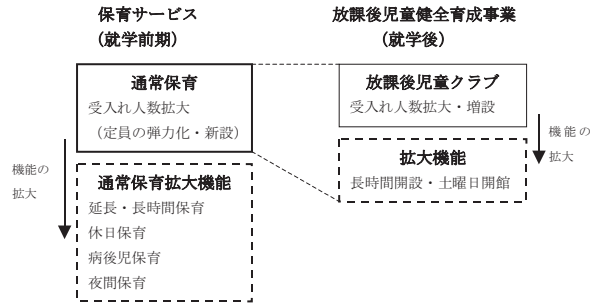 保育サービス
（就学前期）
放課後児童健全育成事業
（就学後）
通常保育
受入れ人数拡大
（定員の弾力化・新設）
放課後児童クラブ
受入れ人数拡大・増設
機能の
拡大
通常保育拡大機能
延長・長時間保育
休日保育
病後児保育
夜間保育
拡大機能
長時間開設・土曜日開館
機能の
拡大